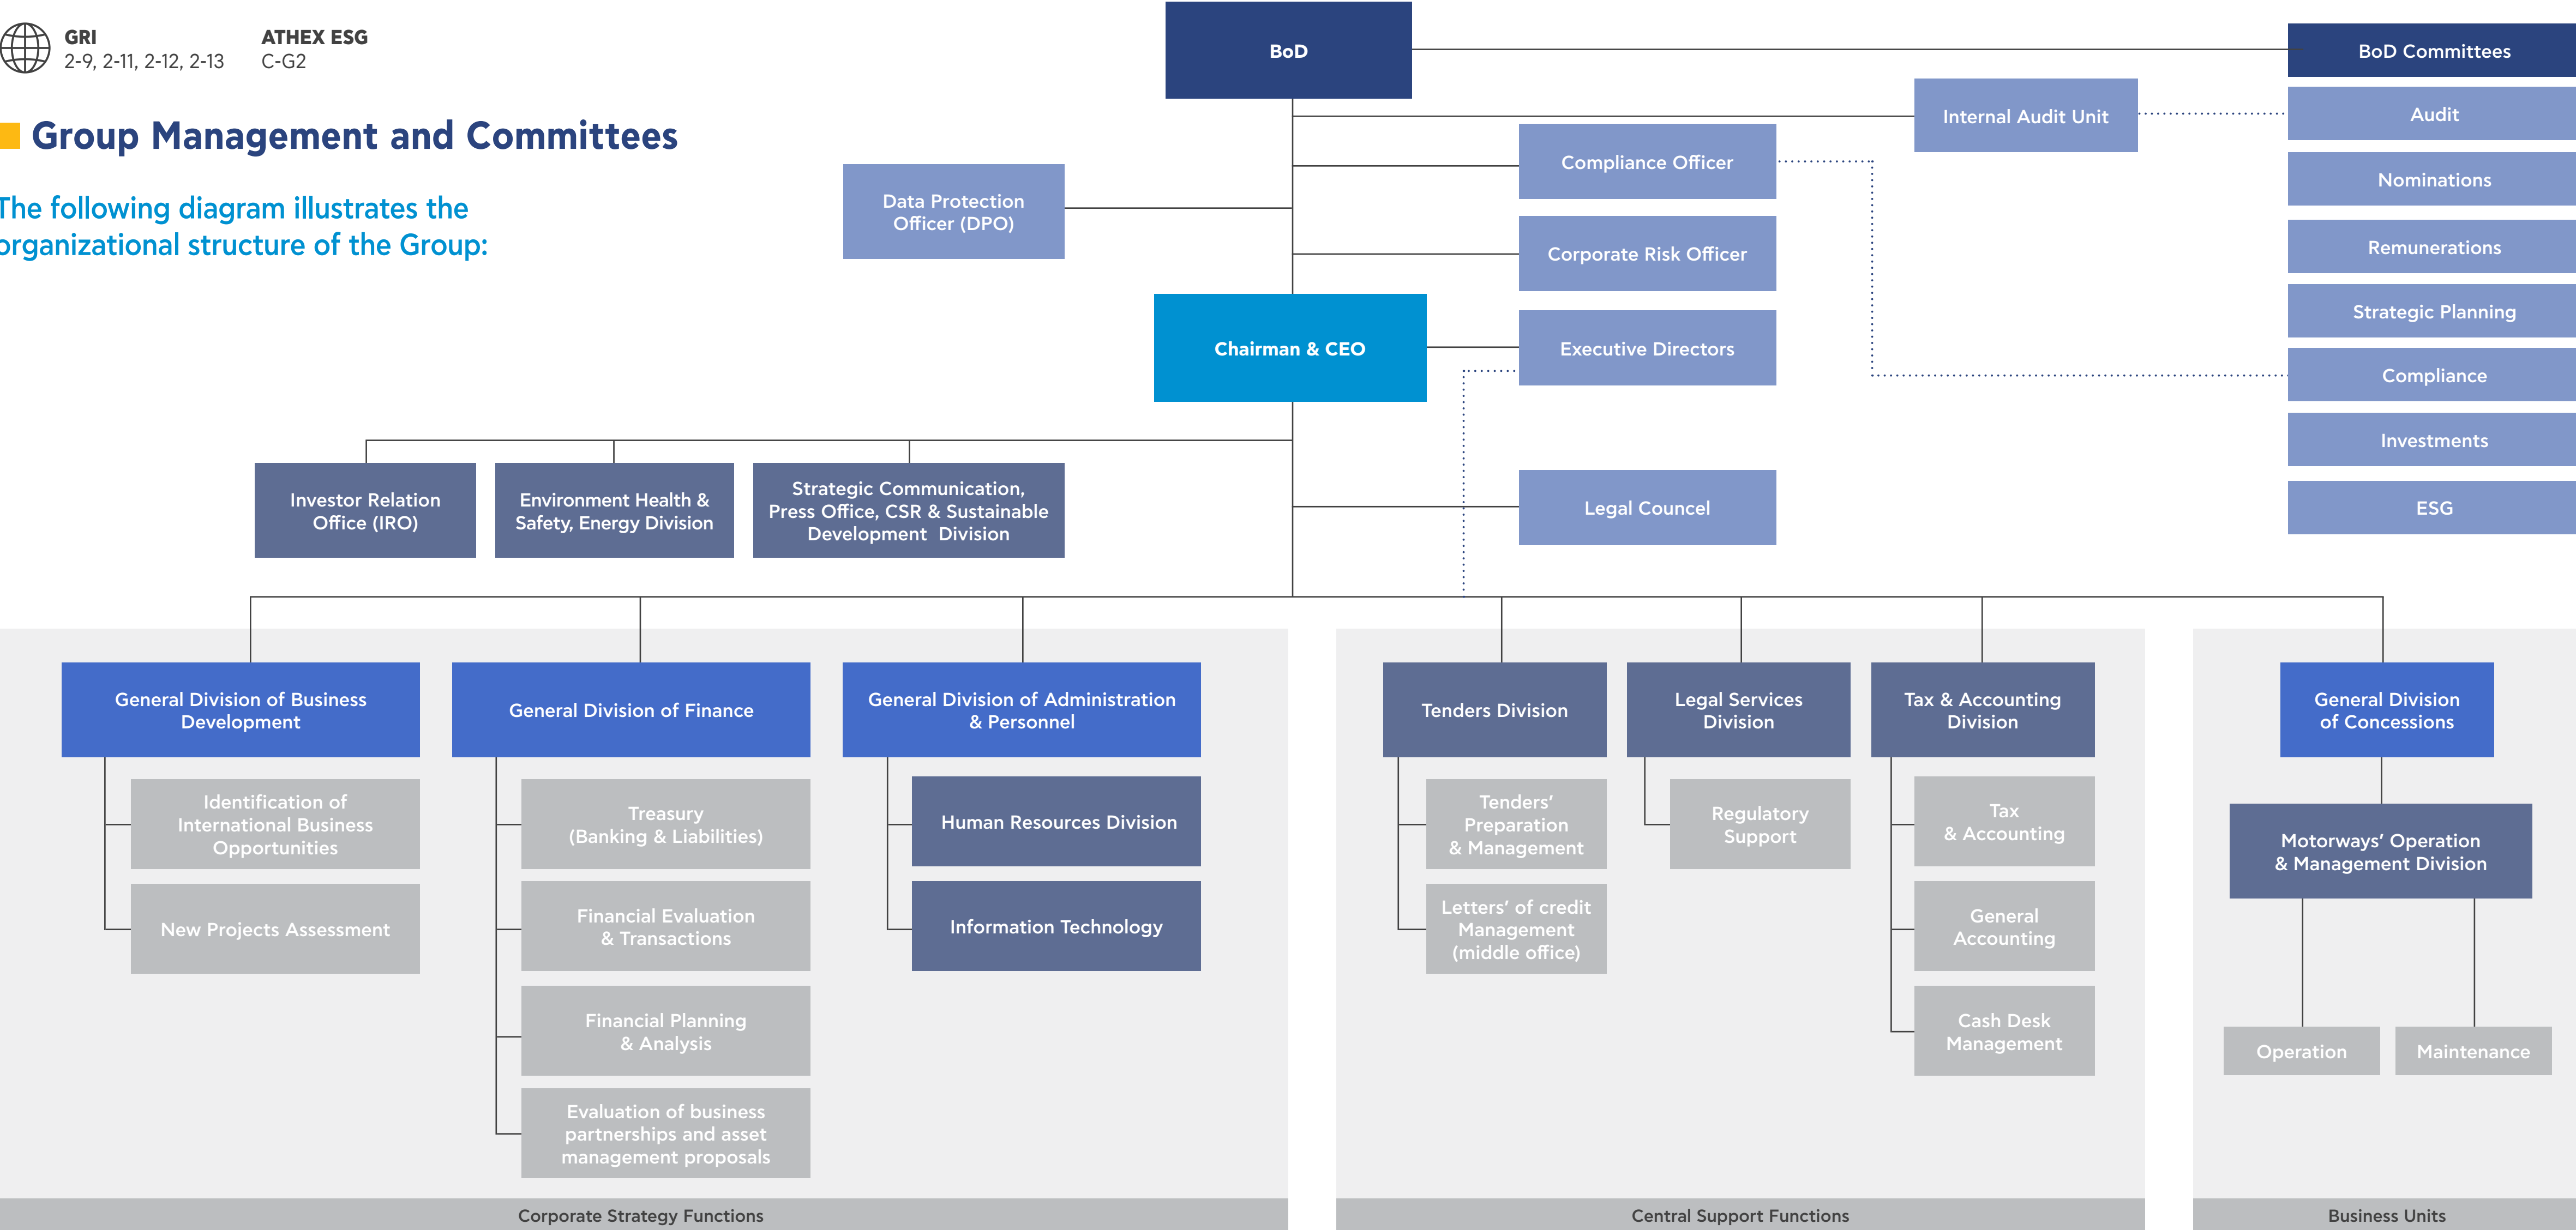 GRI
2-9, 2-11, 2-12, 2-13
ATHEX ESG
C-G2
Group Management and Committees
The following diagram illustrates the
organizational structure of the Group:
BoD
BoD Committees
Audit
Nominations
Remunerations
Strategic Planning
Compliance
Investments
ESG
Internal Audit Unit
Compliance Officer
Data Protection
Officer (DPO)
Corporate Risk Officer
Chairman & CEO
Executive Directors
Legal Councel
Investor Relation
Office (IRO)
Environment Health &
Safety, Energy Division
Strategic Communication,
Press Office, CSR & Sustainable
Development Division
General Division of Business
Development
Identification of
International Business
Opportunities
New Projects Assessment
General Division of Finance
Treasury
(Banking & Liabilities)
Financial Evaluation
& Transactions
Financial Planning
& Analysis
Evaluation of business
partnerships and asset
management proposals
General Division of Administration
& Personnel
Human Resources Division
Information Technology
Corporate Strategy Functions
Tenders Division
Tenders’
Preparation
& Management
Letters’ of credit
Management
(middle office)
Legal Services
Division
Regulatory
Support
Tax & Accounting
Division
Tax
& Accounting
General
Accounting
Cash Desk
Management
Central Support Functions
General Division
of Concessions
Motorways’ Operation
& Management Division
Operation
Maintenance
Business Units